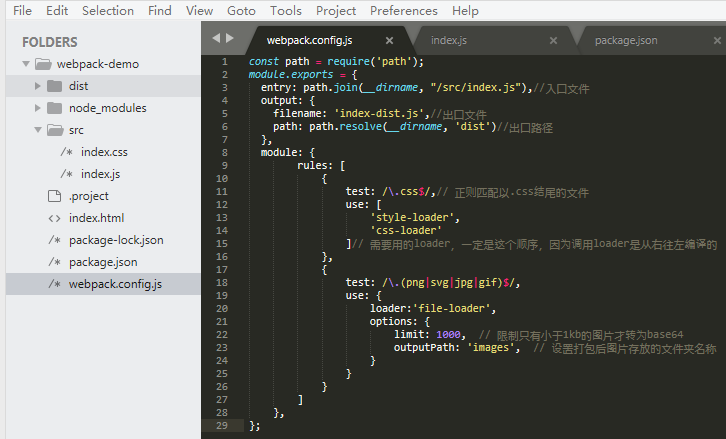 File Edit Selection Find View Goto Tools Project Preferences Help
FOLDERS
webpack-demo
dist
node_modules
src
/* index.css
/* index.js
.project
<> index.html
/* package-lock.json
/* package.json
/* webpack.config.js
webpack.config.js × index.js × package.json
1 const path = require('path');
2 module.exports = {
3 entry: path.join(__dirname, "/src/index.js"),//入口文件
4 output: {
5 filename: 'index-dist.js',//出口文件
6 path: path.resolve(__dirname, 'dist')//出口路径
7 },
8 module: {
9 rules: [
10 {
11 test: /\.css$/,// 正则匹配以.css结尾的文件
12 use: [
13 'style-loader',
14 'css-loader'
15 ]// 需要用的loader, 一定是这个顺序, 因为调用loader是从右往左编译的
16 },
17 {
18 test: /\.(png|svg|jpg|gif)$/,
19 use: {
20 loader:'file-loader',
21 options: {
22 limit: 1000, // 限制只有小于1kb的图片才转为base64
23 outputPath: 'images', // 设置打包后图片存放的文件夹名称
24 }
25 }
26 }
27 ]
28 },
29 };